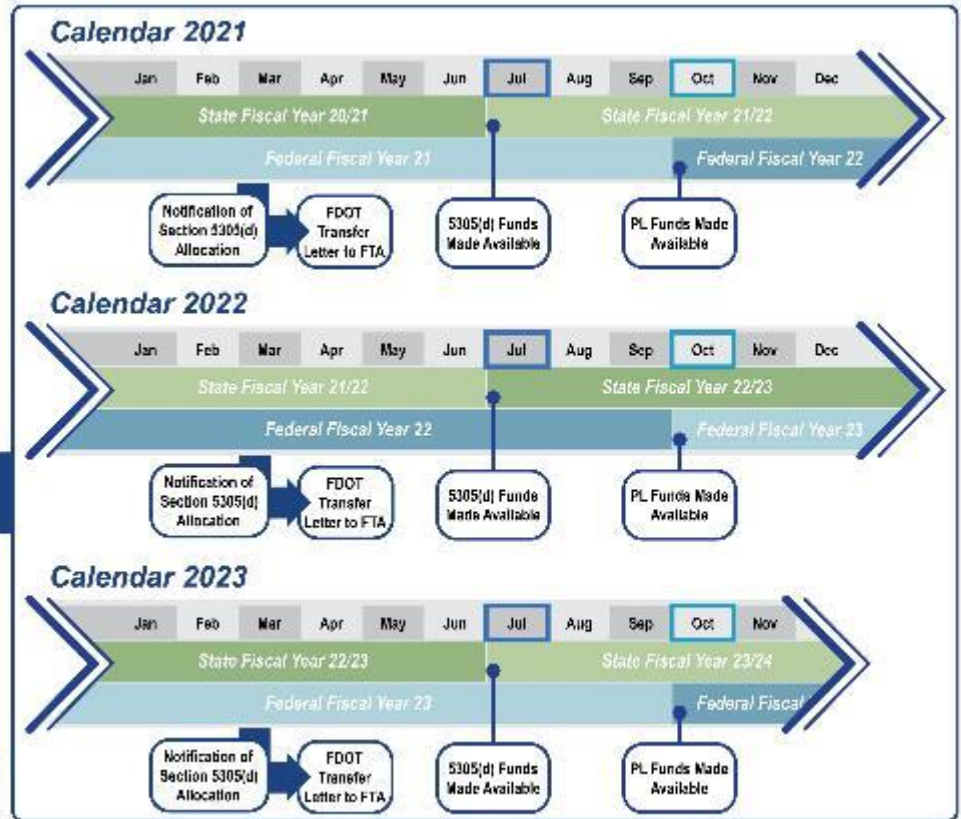 Calendar 2021
Jan Feb Mar Apr May Jun Jul Aug Sep Oct Nov Dec
State Fiscal Year 20/21 State Fiscal Year 21/22
Federal Fiscal Year 21 Federal Fiscal Year 22
Notification of
Section 5305(d)
Allocation
FDOT
Transfer
Letter to FTA
5305(d) Funds
Made Available
PL Funds Made
Available
Calendar 2022
Jan Feb Mar Apr May Jun Jul Aug Sep Oct Nov Dec
State Fiscal Year 21/22 State Fiscal Year 22/23
Federal Fiscal Year 22 Federal Fiscal Year 23
Notification of
Section 5305(d)
Allocation
FDOT
Transfer
Letter to FTA
5305(d) Funds
Made Available
PL Funds Made
Available
Calendar 2023
Jan Feb Mar Apr May Jun Jul Aug Sep Oct Nov
State Fiscal Year 22/23 State Fiscal Year 23/24
Federal Fiscal Year 23 Federal Fiscal
Notification of
Section 5305(d)
Allocation
FDOT
Transfer
Letter to FTA
5305(d) Funds
Made Available
PL Funds Made
Available